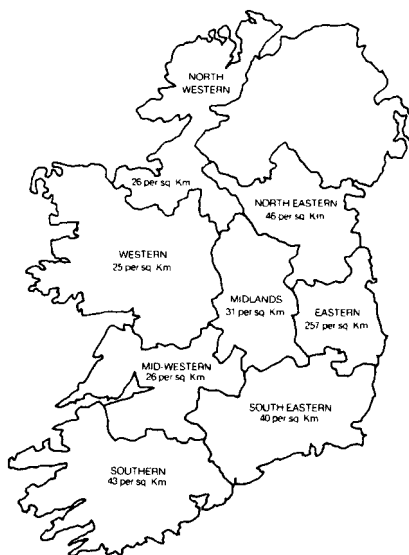 NORTH
WESTERN
26 per sq Km
NORTH EASTERN
46 per sq Km
WESTERN
25 per sq Km
MIDLANDS
31 per sq Km
EASTERN
257 per sq Km
MID-WESTERN
26 per sq Km
SOUTH EASTERN
40 per sq Km
SOUTHERN
43 per sq Km